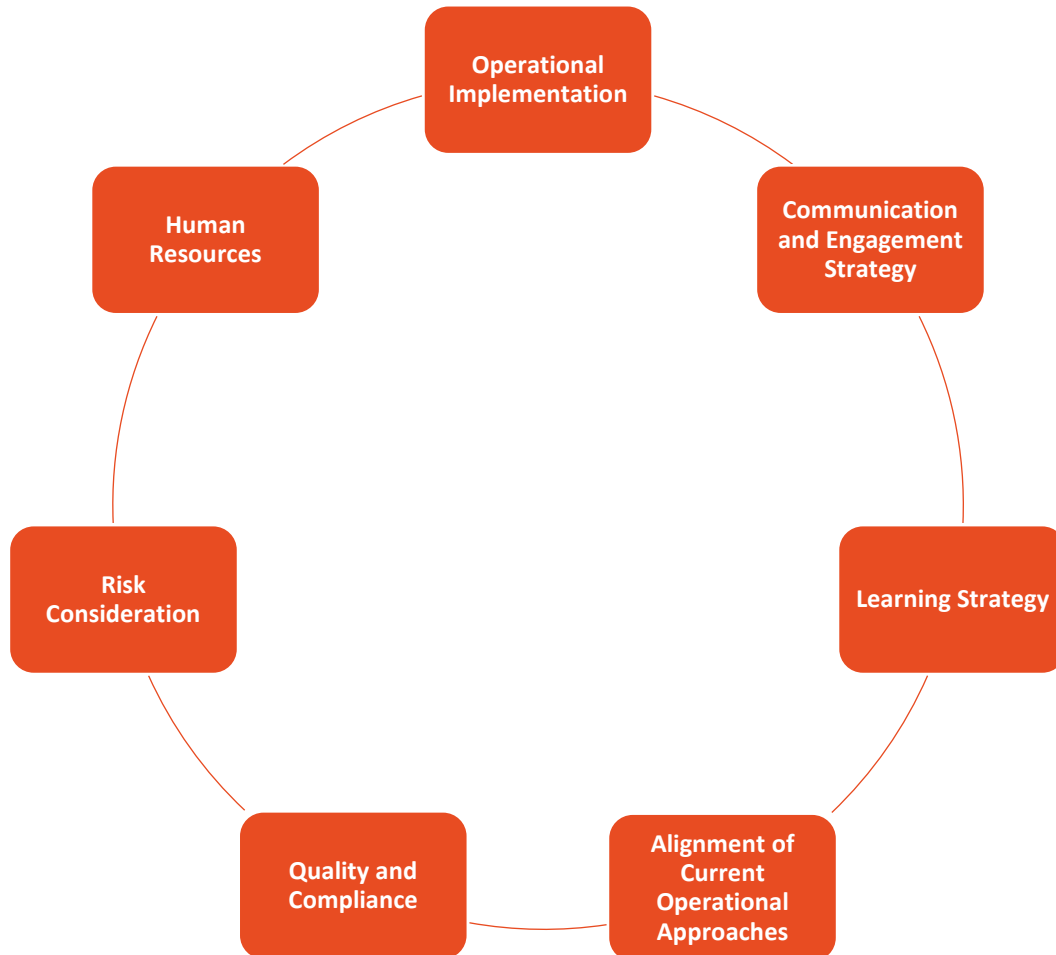 Operational
Implementation
Communication
and Engagement
Strategy
Learning Strategy
Alignment of
Current
Operational
Approaches
Quality and
Compliance
Risk
Consideration
Human
Resources